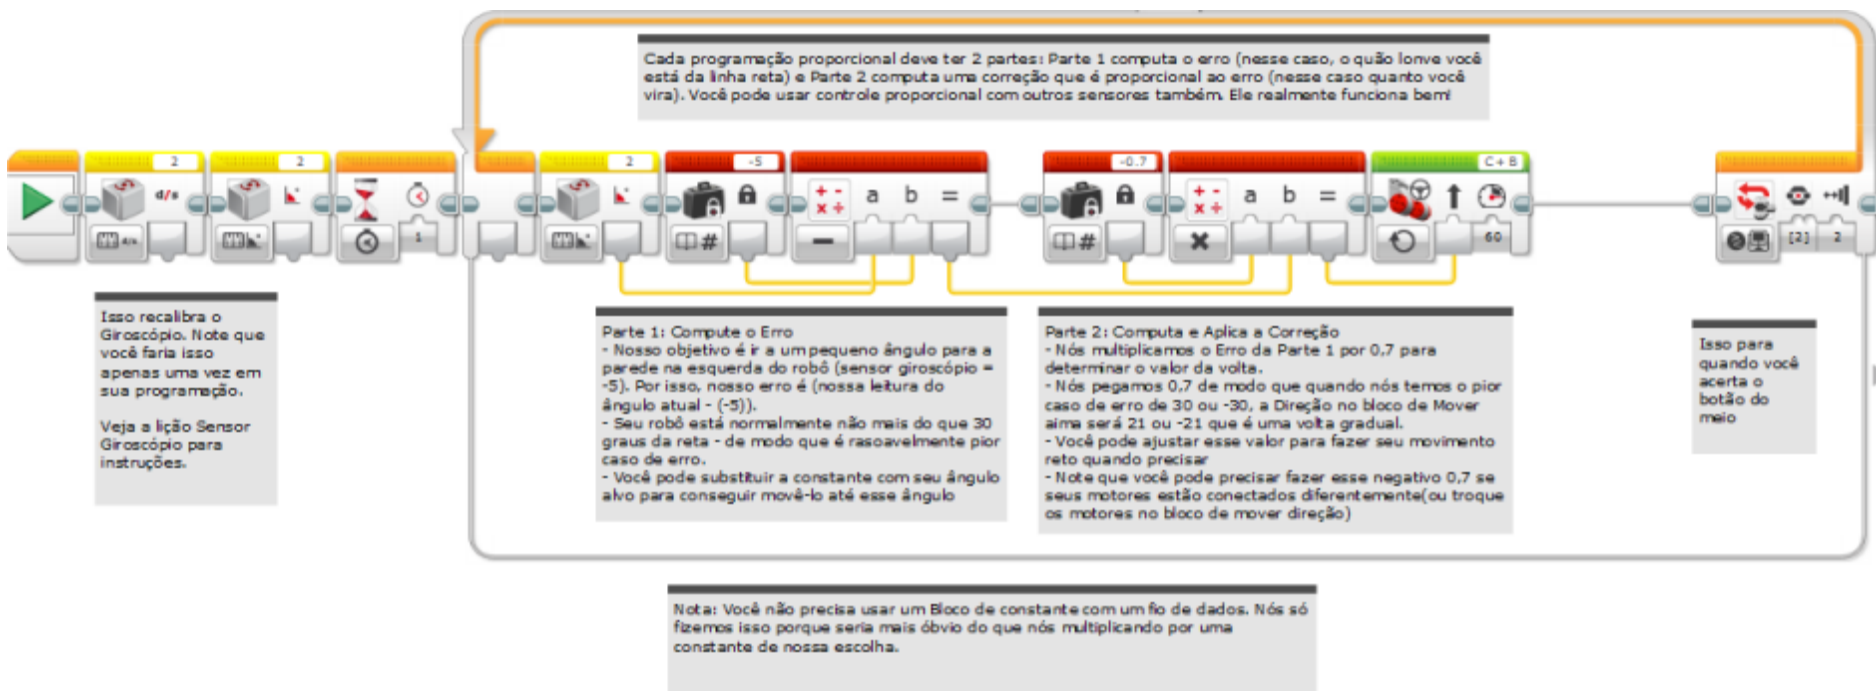 Cada programação proporcional deve ter 2 partes: Parte 1 computa o erro (nesse caso, o quão lonve você
está da linha reta) e Parte 2 computa uma correção que é proporcional ao erro (nesse caso quanto você
vira). Você pode usar controle proporcional com outros sensores também. Ele realmente funciona bem!
2
d/s
2
1
2
-5
#
a b =
-0.7
#
a b =
C + B
60
[2] 2
Isso recalibra o
Giroscópio. Note que
você faria isso
apenas uma vez em
sua programação.
Veja a lição Sensor
Giroscópio para
instruções.
Parte 1: Compute o Erro
- Nosso objetivo é ir a um pequeno ângulo para a
parede na esquerda do robô (sensor giroscópio =
-5). Por isso, nosso erro é (nossa leitura do
ângulo atual - (-5)).
- Seu robô está normalmente não mais do que 30
graus da reta - de modo que é rasoavelmente pior
caso de erro.
- Você pode substituir a constante com seu ângulo
alvo para conseguir movê-lo até esse ângulo
Parte 2: Computa e Aplica a Correção
- Nós multiplicamos o Erro da Parte 1 por 0,7 para
determinar o valor da volta.
- Nós pegamos 0,7 de modo que quando nós temos o pior
caso de erro de 30 ou -30, a Direção no bloco de Mover
aima será 21 ou -21 que é uma volta gradual.
- Você pode ajustar esse valor para fazer seu movimento
reto quando precisar
- Note que você pode precisar fazer esse negativo 0,7 se
seus motores estão conectados diferentemente(ou troque
os motores no bloco de mover direção)
Isso para
quando você
acerta o
botão do
meio
Nota: Você não precisa usar um Bloco de constante com um fio de dados. Nós só
fizemos isso porque seria mais óbvio do que nós multiplicando por uma
constante de nossa escolha.